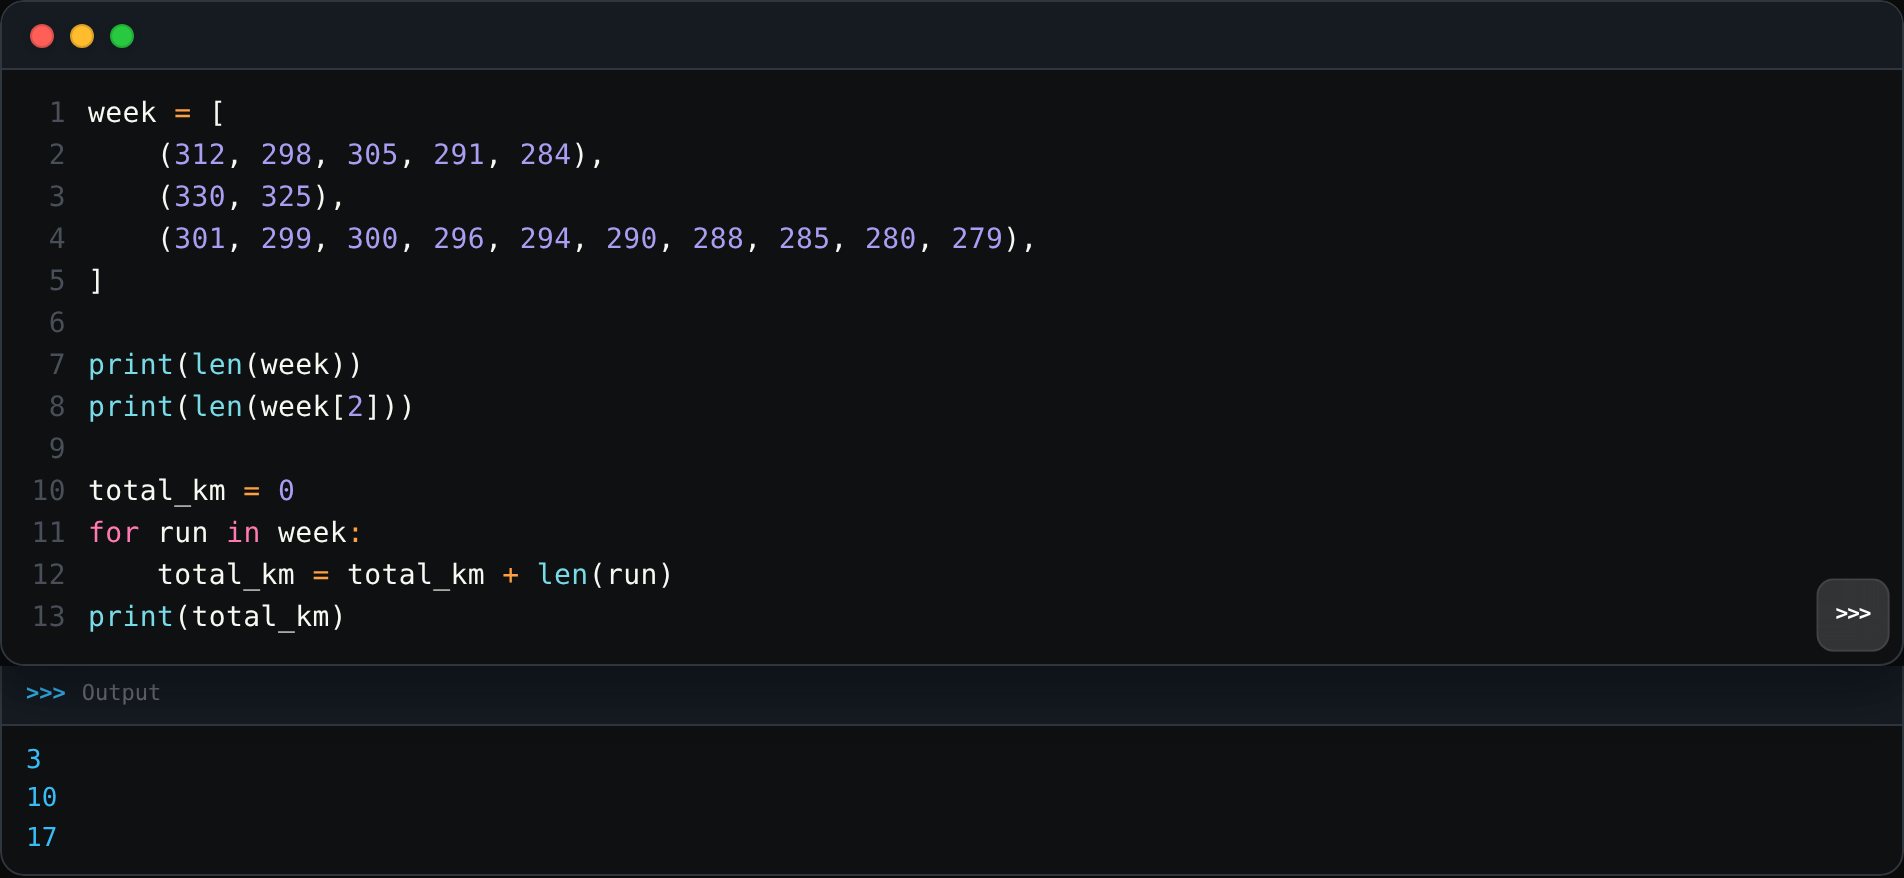 1 week = [
2     (312, 298, 305, 291, 284),
3     (330, 325),
4     (301, 299, 300, 296, 294, 290, 288, 285, 280, 279),
5 ]
6
7 print(len(week))
8 print(len(week[2]))
9
10 total_km = 0
11 for run in week:
12     total_km = total_km + len(run)
13 print(total_km)
>>>
>>> Output
3
10
17